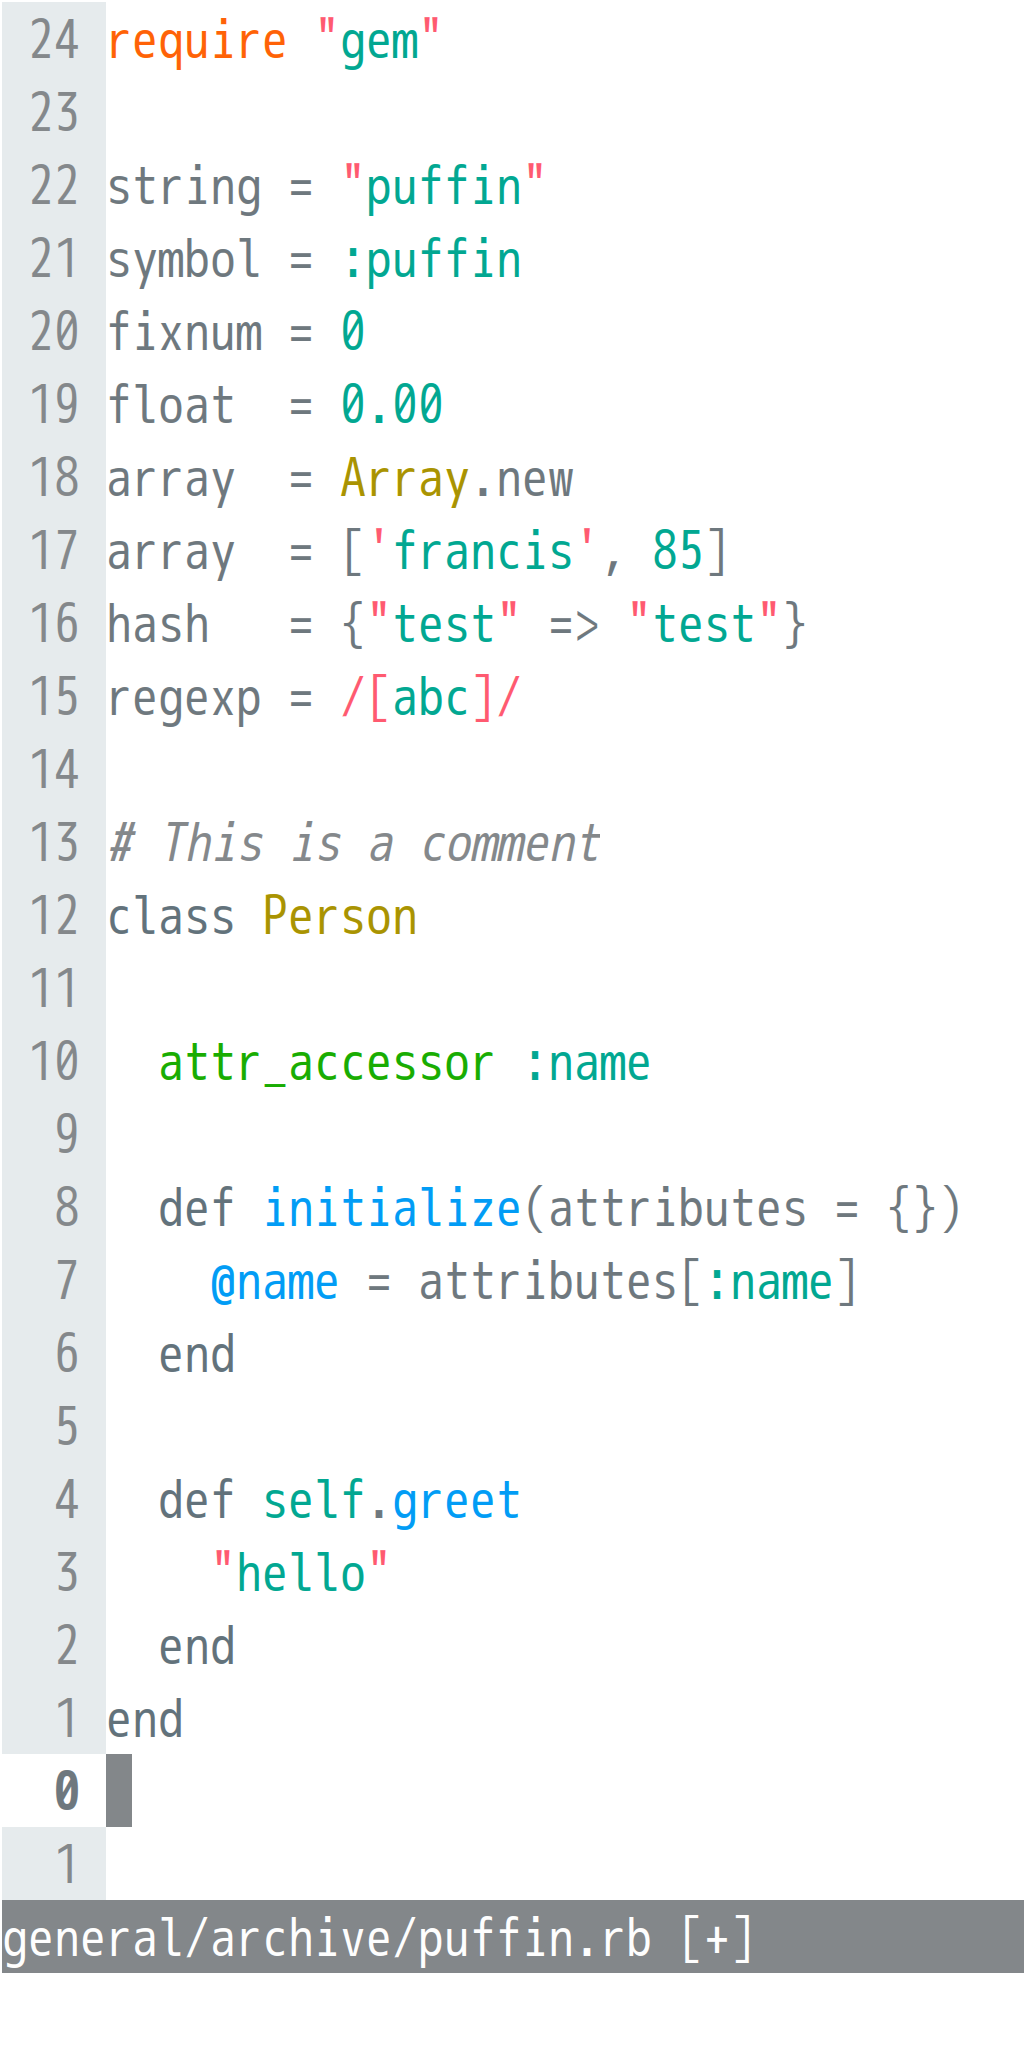 24 require "gem"
23
22 string = "puffin"
21 symbol = :puffin
20 fixnum = 0
19 float  = 0.00
18 array  = Array.new
17 array  = ['francis', 85]
16 hash   = {"test" => "test"}
15 regexp = /[abc]/
14
13 # This is a comment
12 class Person
11
10   attr_accessor :name
 9
 8   def initialize(attributes = {})
 7     @name = attributes[:name]
 6   end
 5
 4   def self.greet
 3     "hello"
 2   end
 1 end
 0
 1
general/archive/puffin.rb [+]